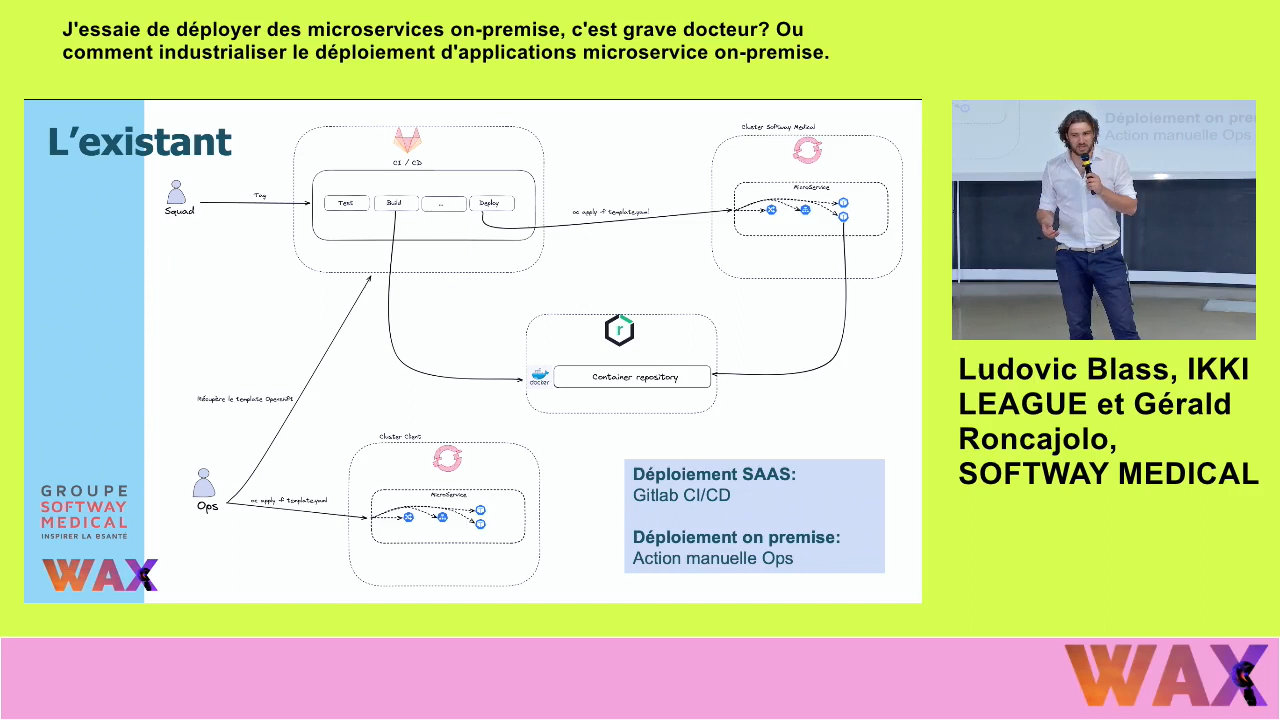 J'essaie de déployer des microservices on-premise, c'est grave docteur? Ou
comment industrialiser le déploiement d'applications microservice on-premise.
L'existant
Squad
Tag
CI / CD
Test
Build
...
Deploy
oc apply -f template.yaml
Cluster Softway Medical
MicroService
r
docker
Container repository
Récupère le template Openshift
Ops
oc apply -f template.yaml
Cluster Client
MicroService
Déploiement SAAS:
Gitlab CI/CD
Déploiement on premise:
Action manuelle Ops
GROUPE
SOFTWAY
MEDICAL
INSPIRER LA eSANTÉ
WAX
Déploiement on pre
Action manuelle Ops
Ludovic Blass, IKKI
LEAGUE et Gérald
Roncajolo,
SOFTWAY MEDICAL
WAX